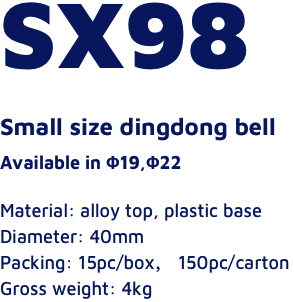 SX98
Small size dingdong bell
Available in Φ19,Φ22
Material: alloy top, plastic base
Diameter: 40mm
Packing: 15pc/box， 150pc/carton
Gross weight: 4kg